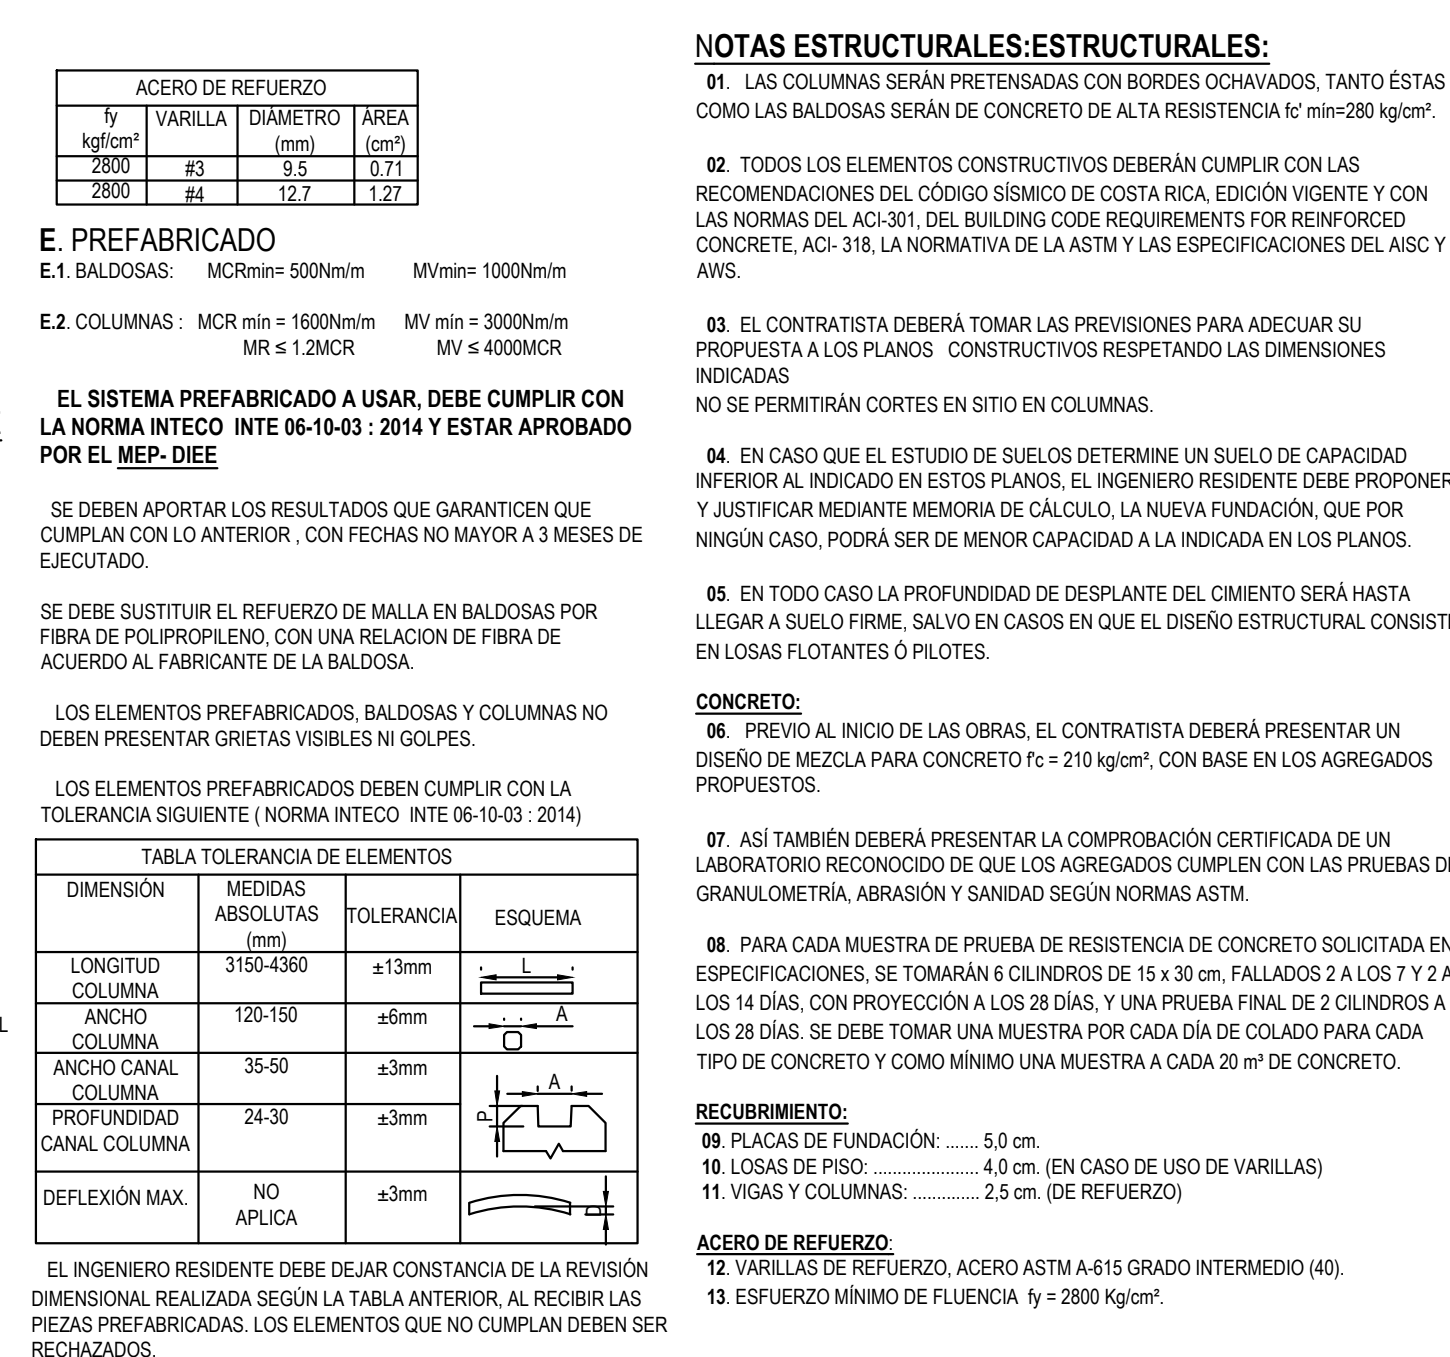 ACERO DE REFUERZO
fy kgf/cm² VARILLA DIÁMETRO (mm) ÁREA (cm²)
2800 #3 9.5 0.71
2800 #4 12.7 1.27
E. PREFABRICADO
E.1. BALDOSAS: MCRmin= 500Nm/m MVmin= 1000Nm/m
E.2. COLUMNAS : MCR mín = 1600Nm/m MV mín = 3000Nm/m
MR ≤ 1.2MCR MV ≤ 4000MCR
EL SISTEMA PREFABRICADO A USAR, DEBE CUMPLIR CON
LA NORMA INTECO INTE 06-10-03 : 2014 Y ESTAR APROBADO
POR EL MEP- DIEE
SE DEBEN APORTAR LOS RESULTADOS QUE GARANTICEN QUE
CUMPLAN CON LO ANTERIOR , CON FECHAS NO MAYOR A 3 MESES DE
EJECUTADO.
SE DEBE SUSTITUIR EL REFUERZO DE MALLA EN BALDOSAS POR
FIBRA DE POLIPROPILENO, CON UNA RELACION DE FIBRA DE
ACUERDO AL FABRICANTE DE LA BALDOSA.
LOS ELEMENTOS PREFABRICADOS, BALDOSAS Y COLUMNAS NO
DEBEN PRESENTAR GRIETAS VISIBLES NI GOLPES.
LOS ELEMENTOS PREFABRICADOS DEBEN CUMPLIR CON LA
TOLERANCIA SIGUIENTE ( NORMA INTECO INTE 06-10-03 : 2014)
TABLA TOLERANCIA DE ELEMENTOS
DIMENSIÓN MEDIDAS ABSOLUTAS (mm) TOLERANCIA ESQUEMA
LONGITUD COLUMNA 3150-4360 ±13mm L
ANCHO COLUMNA 120-150 ±6mm A
ANCHO CANAL COLUMNA 35-50 ±3mm A
PROFUNDIDAD CANAL COLUMNA 24-30 ±3mm P
DEFLEXIÓN MAX. NO APLICA ±3mm D
EL INGENIERO RESIDENTE DEBE DEJAR CONSTANCIA DE LA REVISIÓN
DIMENSIONAL REALIZADA SEGÚN LA TABLA ANTERIOR, AL RECIBIR LAS
PIEZAS PREFABRICADAS. LOS ELEMENTOS QUE NO CUMPLAN DEBEN SER
RECHAZADOS.
L
NOTAS ESTRUCTURALES:ESTRUCTURALES:
01. LAS COLUMNAS SERÁN PRETENSADAS CON BORDES OCHAVADOS, TANTO ÉSTAS
COMO LAS BALDOSAS SERÁN DE CONCRETO DE ALTA RESISTENCIA fc' mín=280 kg/cm².
02. TODOS LOS ELEMENTOS CONSTRUCTIVOS DEBERÁN CUMPLIR CON LAS
RECOMENDACIONES DEL CÓDIGO SÍSMICO DE COSTA RICA, EDICIÓN VIGENTE Y CON
LAS NORMAS DEL ACI-301, DEL BUILDING CODE REQUIREMENTS FOR REINFORCED
CONCRETE, ACI- 318, LA NORMATIVA DE LA ASTM Y LAS ESPECIFICACIONES DEL AISC Y
AWS.
03. EL CONTRATISTA DEBERÁ TOMAR LAS PREVISIONES PARA ADECUAR SU
PROPUESTA A LOS PLANOS CONSTRUCTIVOS RESPETANDO LAS DIMENSIONES
INDICADAS
NO SE PERMITIRÁN CORTES EN SITIO EN COLUMNAS.
04. EN CASO QUE EL ESTUDIO DE SUELOS DETERMINE UN SUELO DE CAPACIDAD
INFERIOR AL INDICADO EN ESTOS PLANOS, EL INGENIERO RESIDENTE DEBE PROPONER
Y JUSTIFICAR MEDIANTE MEMORIA DE CÁLCULO, LA NUEVA FUNDACIÓN, QUE POR
NINGÚN CASO, PODRÁ SER DE MENOR CAPACIDAD A LA INDICADA EN LOS PLANOS.
05. EN TODO CASO LA PROFUNDIDAD DE DESPLANTE DEL CIMIENTO SERÁ HASTA
LLEGAR A SUELO FIRME, SALVO EN CASOS EN QUE EL DISEÑO ESTRUCTURAL CONSISTE
EN LOSAS FLOTANTES Ó PILOTES.
CONCRETO:
06. PREVIO AL INICIO DE LAS OBRAS, EL CONTRATISTA DEBERÁ PRESENTAR UN
DISEÑO DE MEZCLA PARA CONCRETO f'c = 210 kg/cm², CON BASE EN LOS AGREGADOS
PROPUESTOS.
07. ASÍ TAMBIÉN DEBERÁ PRESENTAR LA COMPROBACIÓN CERTIFICADA DE UN
LABORATORIO RECONOCIDO DE QUE LOS AGREGADOS CUMPLEN CON LAS PRUEBAS DE
GRANULOMETRÍA, ABRASIÓN Y SANIDAD SEGÚN NORMAS ASTM.
08. PARA CADA MUESTRA DE PRUEBA DE RESISTENCIA DE CONCRETO SOLICITADA EN
ESPECIFICACIONES, SE TOMARÁN 6 CILINDROS DE 15 x 30 cm, FALLADOS 2 A LOS 7 Y 2 A
LOS 14 DÍAS, CON PROYECCIÓN A LOS 28 DÍAS, Y UNA PRUEBA FINAL DE 2 CILINDROS A
LOS 28 DÍAS. SE DEBE TOMAR UNA MUESTRA POR CADA DÍA DE COLADO PARA CADA
TIPO DE CONCRETO Y COMO MÍNIMO UNA MUESTRA A CADA 20 m³ DE CONCRETO.
RECUBRIMIENTO:
09. PLACAS DE FUNDACIÓN: ....... 5,0 cm.
10. LOSAS DE PISO: ...................... 4,0 cm. (EN CASO DE USO DE VARILLAS)
11. VIGAS Y COLUMNAS: .............. 2,5 cm. (DE REFUERZO)
ACERO DE REFUERZO:
12. VARILLAS DE REFUERZO, ACERO ASTM A-615 GRADO INTERMEDIO (40).
13. ESFUERZO MÍNIMO DE FLUENCIA fy = 2800 Kg/cm².